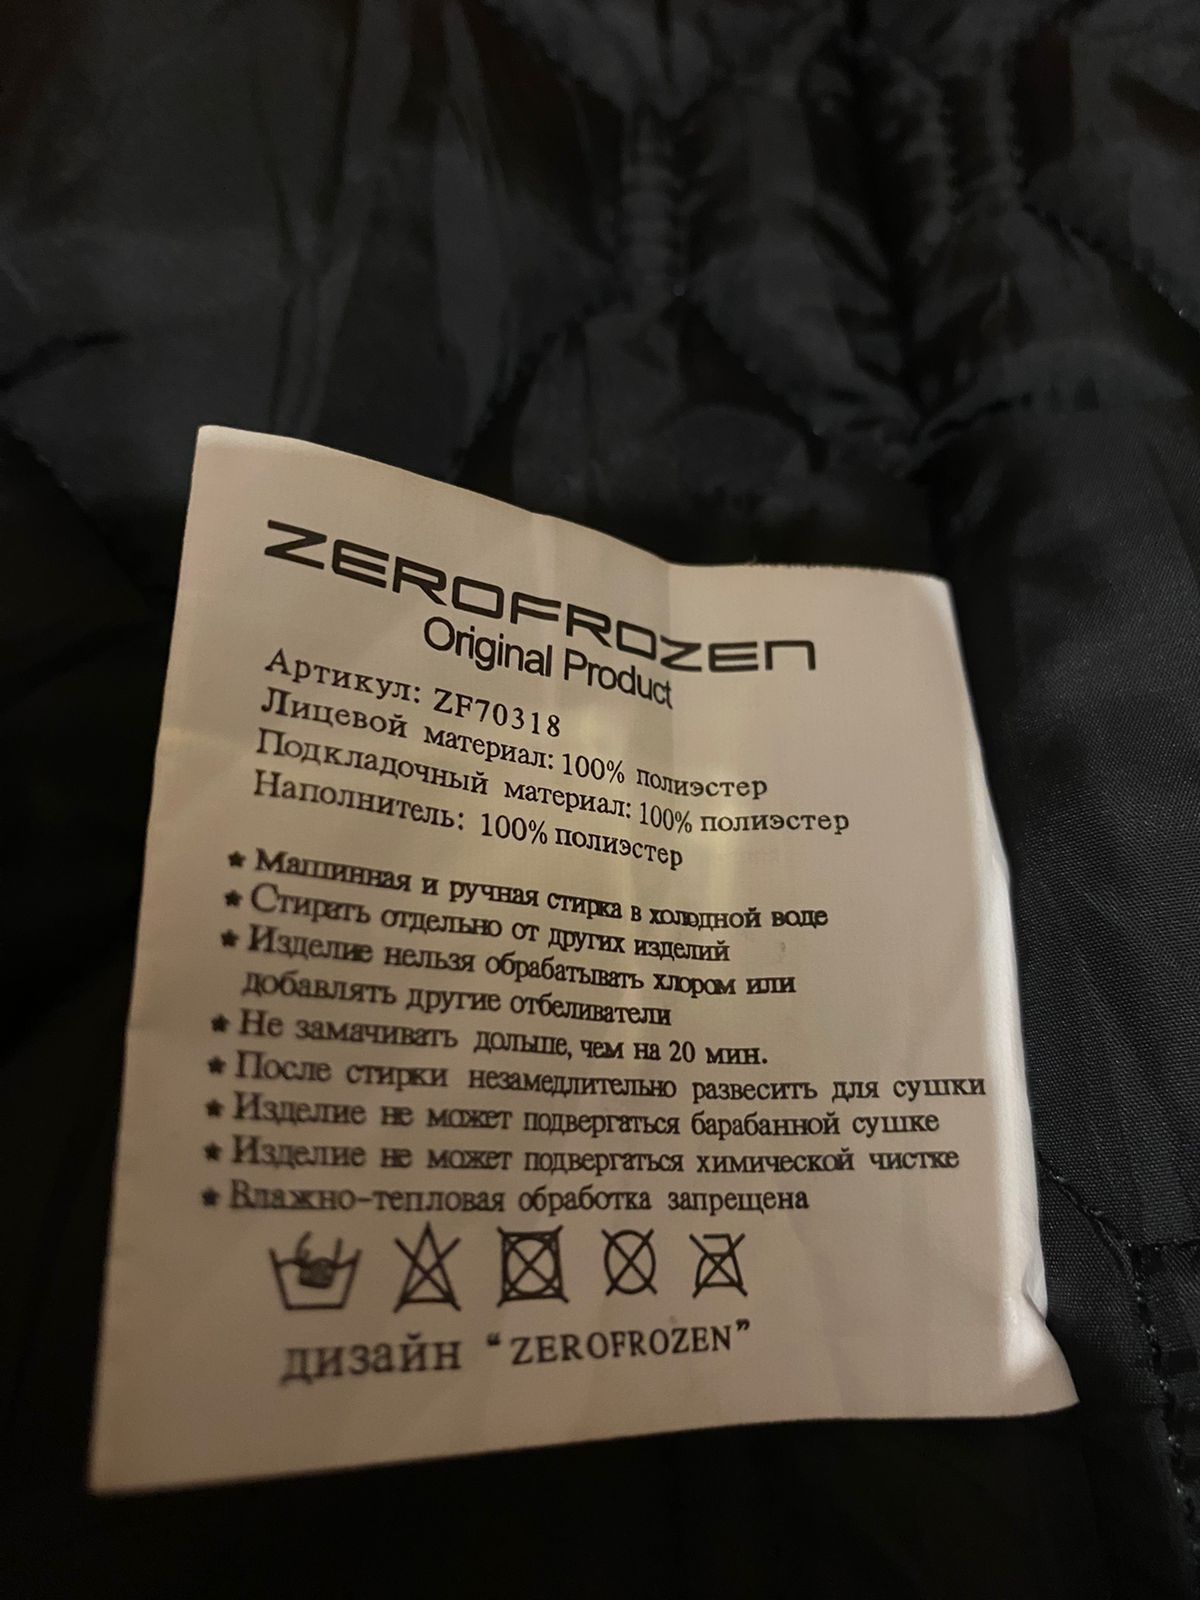 ZEROFROZEN
Original Product
Артикул: ZF70318
Лицевой материал: 100% полиэстер
Подкладочный материал: 100% полиэстер
Наполнитель: 100% полиэстер
* Машинная и ручная стирка в холодной воде
* Стирать отдельно от других изделий
* Изделие нельзя обрабатывать хлором или
добавлять другие отбеливатели
* Не замачивать дольше, чем на 20 мин.
* После стирки незамедлительно развесить для сушки
* Изделие не может подвергаться барабанной сушке
* Изделие не может подвергаться химической чистке
* Влажно-тепловая обработка запрещена
дизайн “ZEROFROZEN”